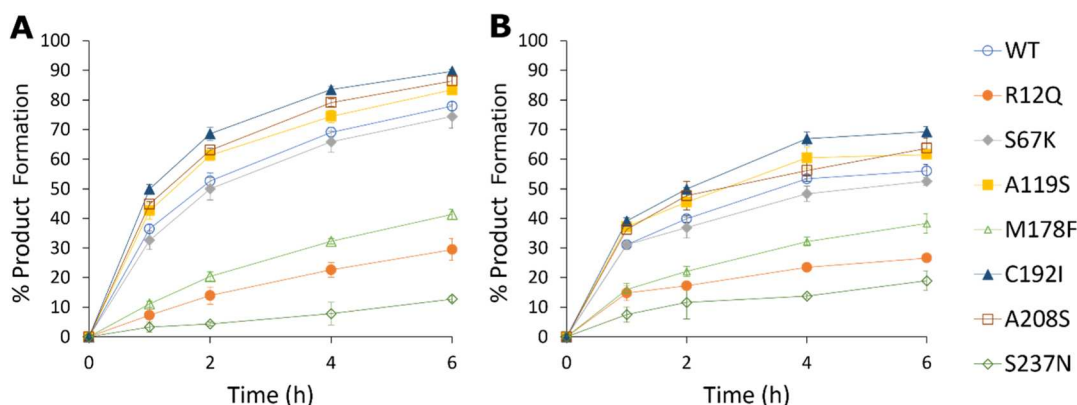 A
% Product Formation
100
90
80
70
60
50
40
30
20
10
0
0 2 4 6
Time (h)
B
% Product Formation
100
90
80
70
60
50
40
30
20
10
0
0 2 4 6
Time (h)
WT
R12Q
S67K
A119S
M178F
C192I
A208S
S237N